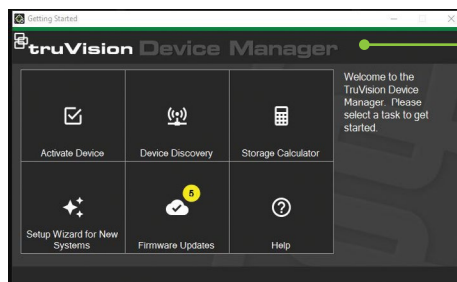 Getting Started
truVision Device Manager
Welcome to the
TruVision Device
Manager. Please
select a task to get
started.
Activate Device
Device Discovery
Storage Calculator
5
Setup Wizard for New
Systems
Firmware Updates
Help